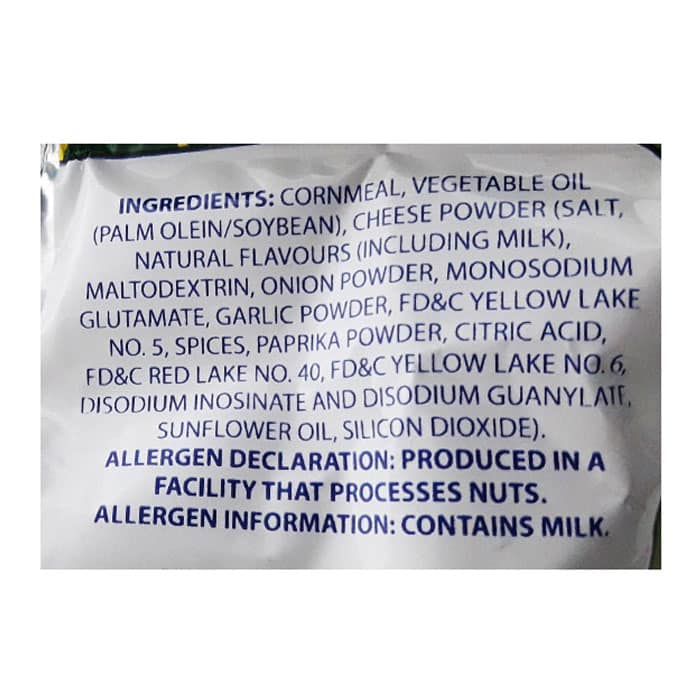 INGREDIENTS: CORNMEAL, VEGETABLE OIL
(PALM OLEIN/SOYBEAN), CHEESE POWDER (SALT,
NATURAL FLAVOURS (INCLUDING MILK),
MALTODEXTRIN, ONION POWDER, MONOSODIUM
GLUTAMATE, GARLIC POWDER, FD&C YELLOW LAKE
NO. 5, SPICES, PAPRIKA POWDER, CITRIC ACID,
FD&C RED LAKE NO. 40, FD&C YELLOW LAKE NO. 6,
DISODIUM INOSINATE AND DISODIUM GUANYLATE,
SUNFLOWER OIL, SILICON DIOXIDE).
ALLERGEN DECLARATION: PRODUCED IN A
FACILITY THAT PROCESSES NUTS.
ALLERGEN INFORMATION: CONTAINS MILK.